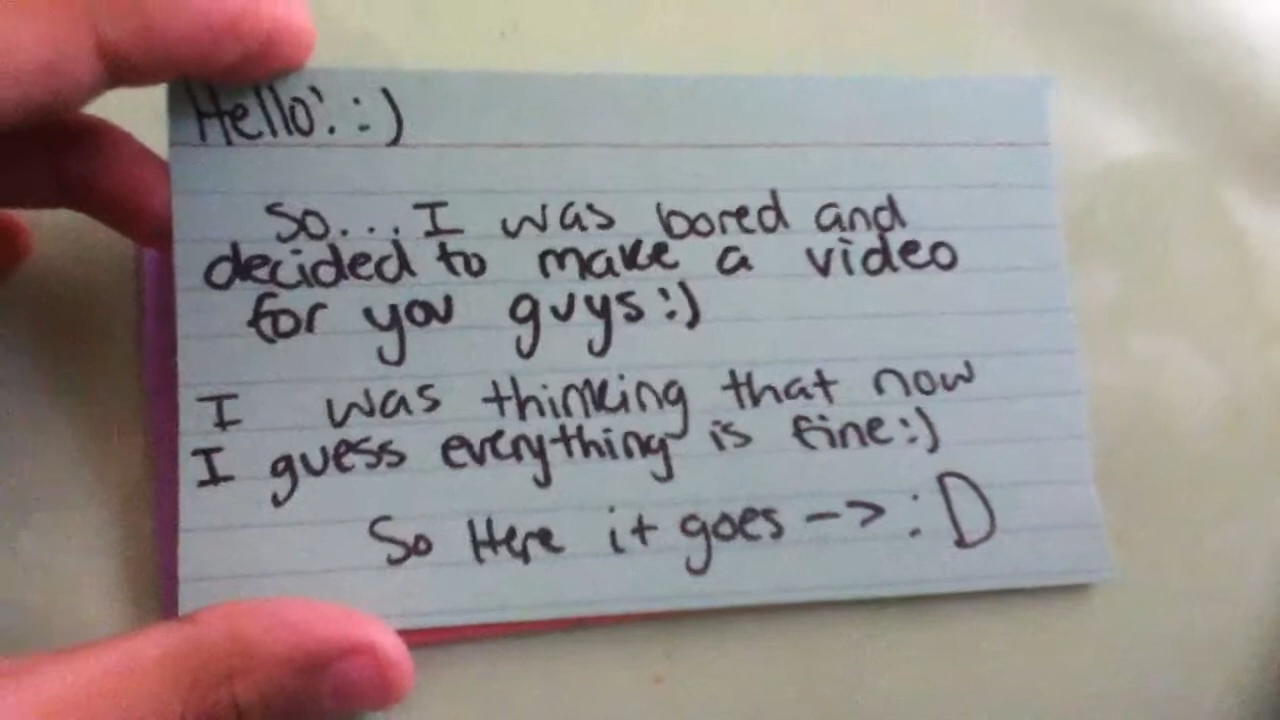 Hello! :)
So... I was bored and
decided to make a video
for you guys :)
I was thinking that now
I guess everything is fine :)
So Here it goes --> :D